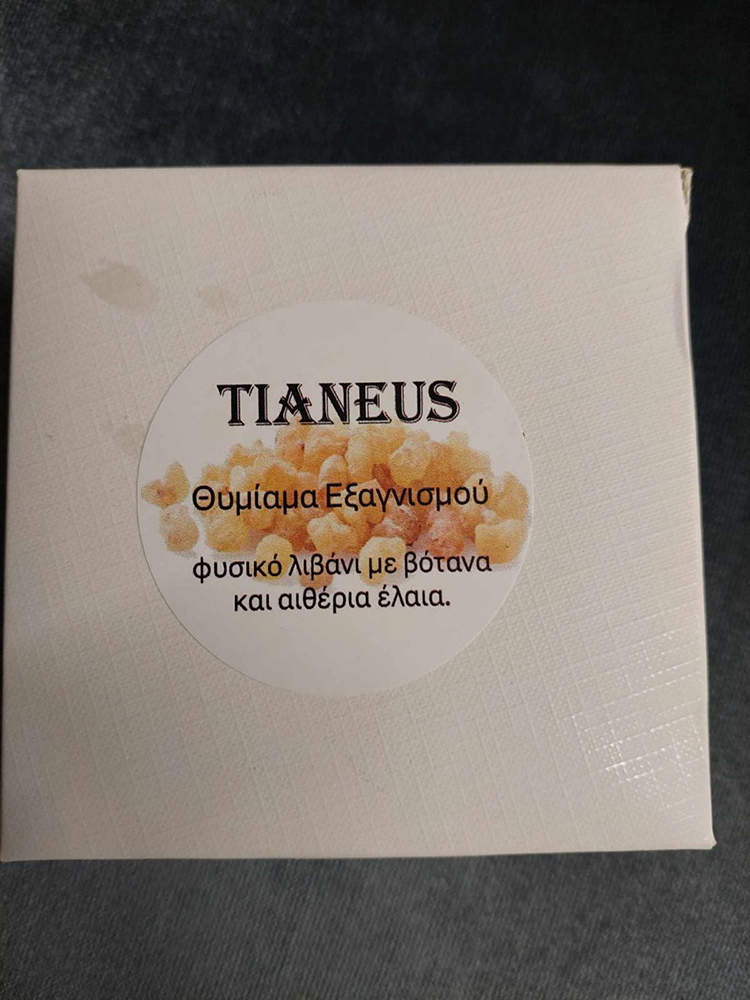 TIANEUS
Θυμίαμα Εξαγνισμού
φυσικό λιβάνι με βότανα
και αιθέρια έλαια.